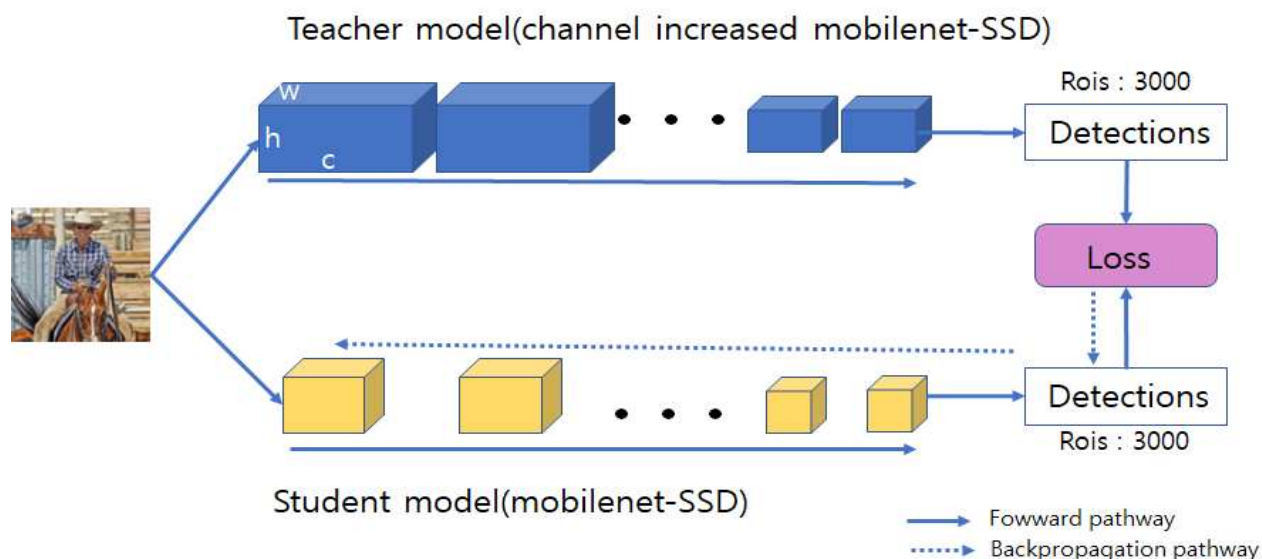 Teacher model(channel increased mobilenet-SSD)
Rois : 3000
w
h
c
Detections
Loss
Detections
Rois : 3000
Student model(mobilenet-SSD)
Fowward pathway
Backpropagation pathway